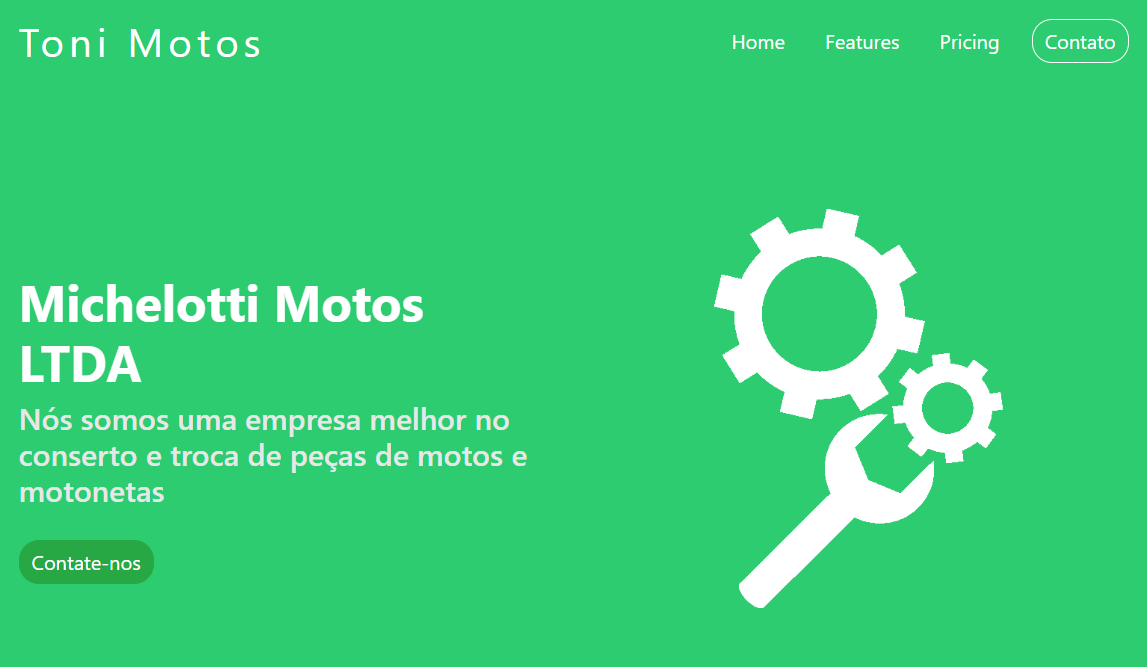 Toni Motos
Home Features Pricing Contato
Michelotti Motos
LTDA
Nós somos uma empresa melhor no
conserto e troca de peças de motos e
motonetas
Contate-nos